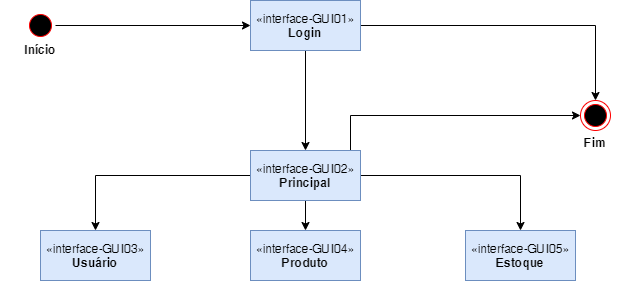 «interface-GUI01»
Login
Início
Fim
«interface-GUI02»
Principal
«interface-GUI03»
Usuário
«interface-GUI04»
Produto
«interface-GUI05»
Estoque